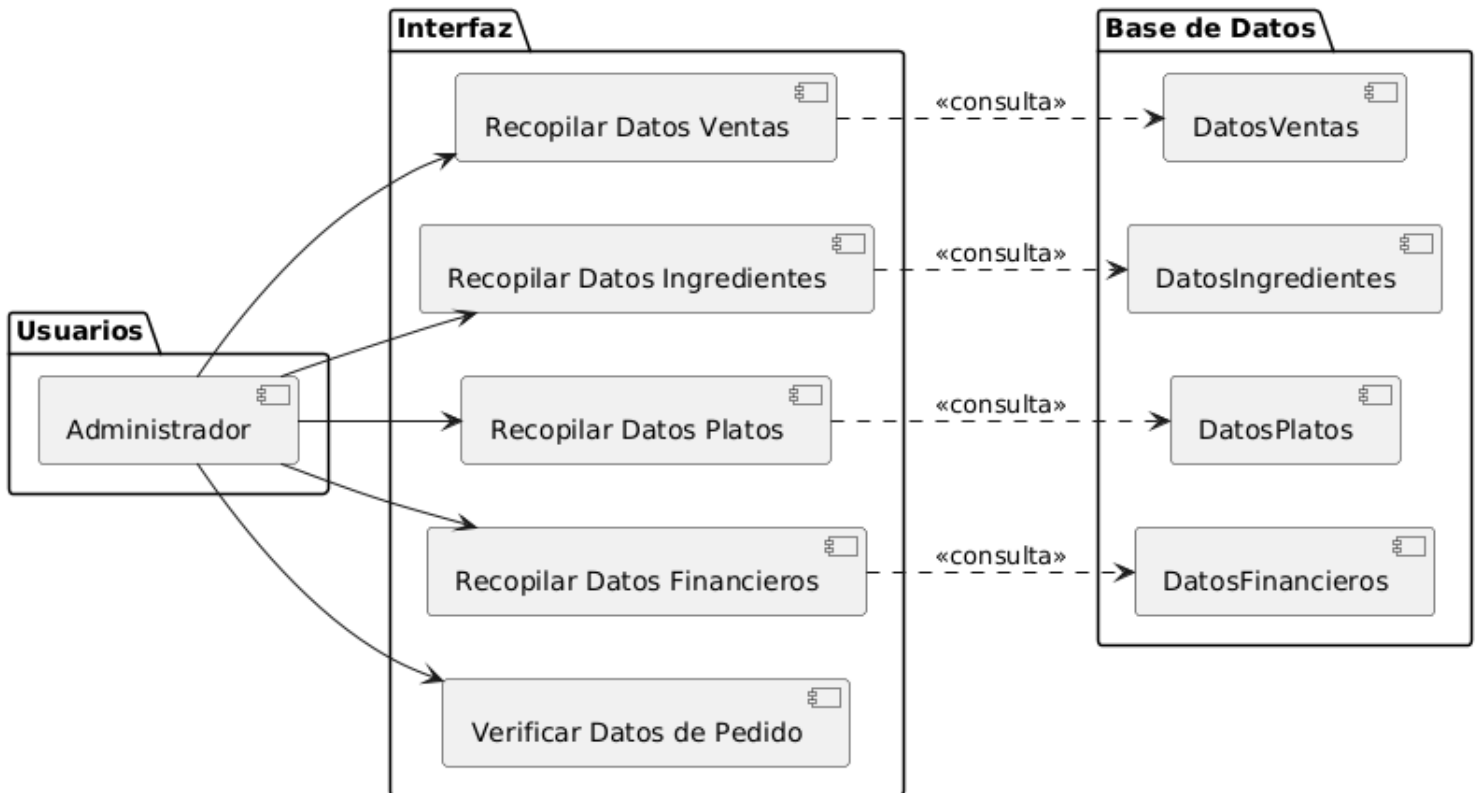 Interfaz
Base de Datos
Recopilar Datos Ventas
«consulta»
DatosVentas
Recopilar Datos Ingredientes
«consulta»
DatosIngredientes
Usuarios
Administrador
Recopilar Datos Platos
«consulta»
DatosPlatos
Recopilar Datos Financieros
«consulta»
DatosFinancieros
Verificar Datos de Pedido